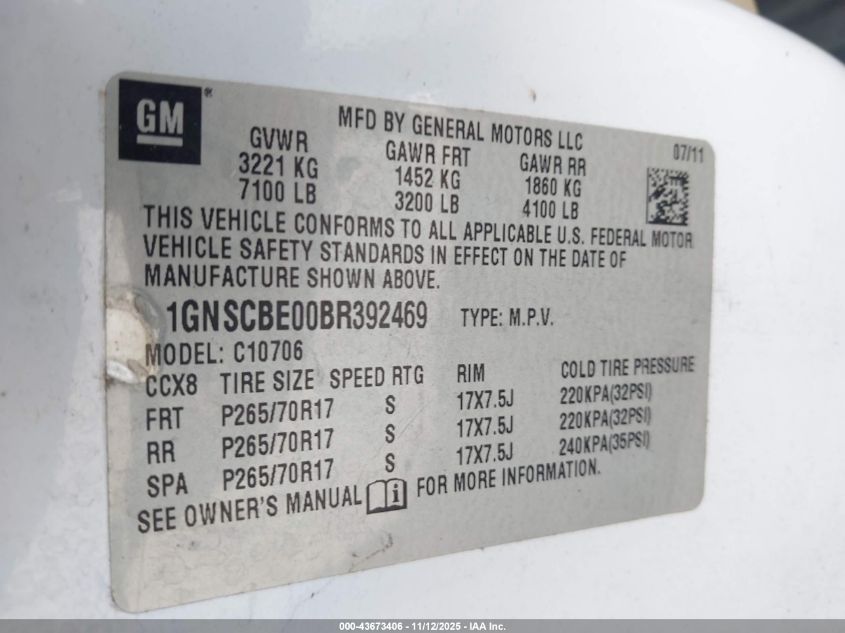 GM®
MFD BY GENERAL MOTORS LLC
07/11
GVWR GAWR FRT GAWR RR
3221 KG 1452 KG 1860 KG
7100 LB 3200 LB 4100 LB
THIS VEHICLE CONFORMS TO ALL APPLICABLE U.S. FEDERAL MOTOR
VEHICLE SAFETY STANDARDS IN EFFECT ON THE DATE OF
MANUFACTURE SHOWN ABOVE.
1GNSCBE00BR392469 TYPE: M.P.V.
MODEL: C10706
CCX8 TIRE SIZE SPEED RTG RIM COLD TIRE PRESSURE
FRT P265/70R17 S 17X7.5J 220KPA(32PSI)
RR P265/70R17 S 17X7.5J 220KPA(32PSI)
SPA P265/70R17 S 17X7.5J 240KPA(35PSI)
SEE OWNER'S MANUAL i FOR MORE INFORMATION.
000-43673406 - 11/12/2025 - IAA Inc.